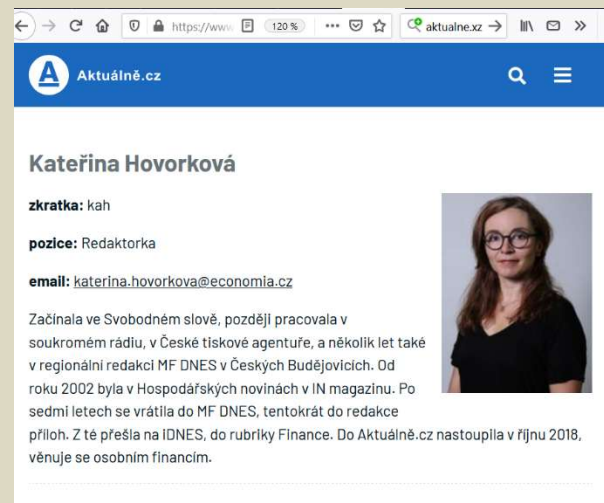 https://www.
120 %
aktualne.xz
Aktuálně.cz
Kateřina Hovorková
zkratka: kah
pozice: Redaktorka
email: katerina.hovorkova@economia.cz
Začínala ve Svobodném slově, později pracovala v
soukromém rádiu, v České tiskové agentuře, a několik let také
v regionální redakci MF DNES v Českých Budějovicích. Od
roku 2002 byla v Hospodářských novinách v IN magazínu. Po
sedmi letech se vrátila do MF DNES, tentokrát do redakce
příloh. Z té přešla na iDNES, do rubriky Finance. Do Aktuálně.cz nastoupila v říjnu 2018,
věnuje se osobním financím.